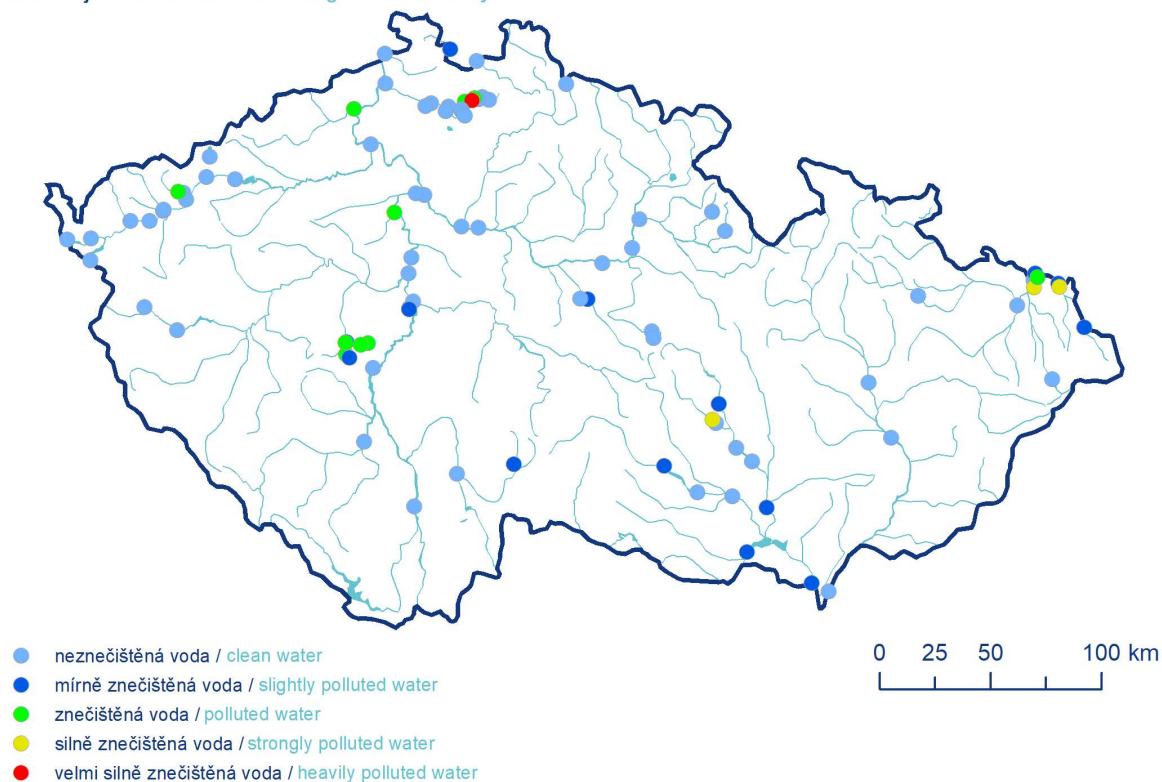 0 25 50 100 km
neznečištěná voda / clean water
mírně znečištěná voda / slightly polluted water
znečištěná voda / polluted water
silně znečištěná voda / strongly polluted water
velmi silně znečištěná voda / heavily polluted water